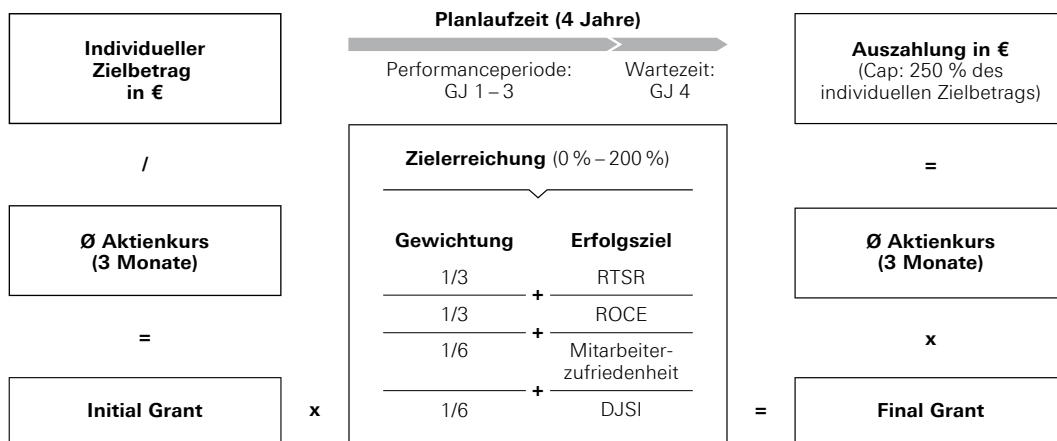 Individueller
Zielbetrag
in €
/
Ø Aktienkurs
(3 Monate)
=
Initial Grant
x
Planlaufzeit (4 Jahre)
Performanceperiode:
GJ 1 – 3
Wartezeit:
GJ 4
Zielerreichung (0 % – 200 %)
Gewichtung Erfolgsziel
1/3 RTSR
+
1/3 ROCE
+
1/6 Mitarbeiter-
zufriedenheit
+
1/6 DJSI
=
Auszahlung in €
(Cap: 250 % des
individuellen Zielbetrags)
=
Ø Aktienkurs
(3 Monate)
x
Final Grant